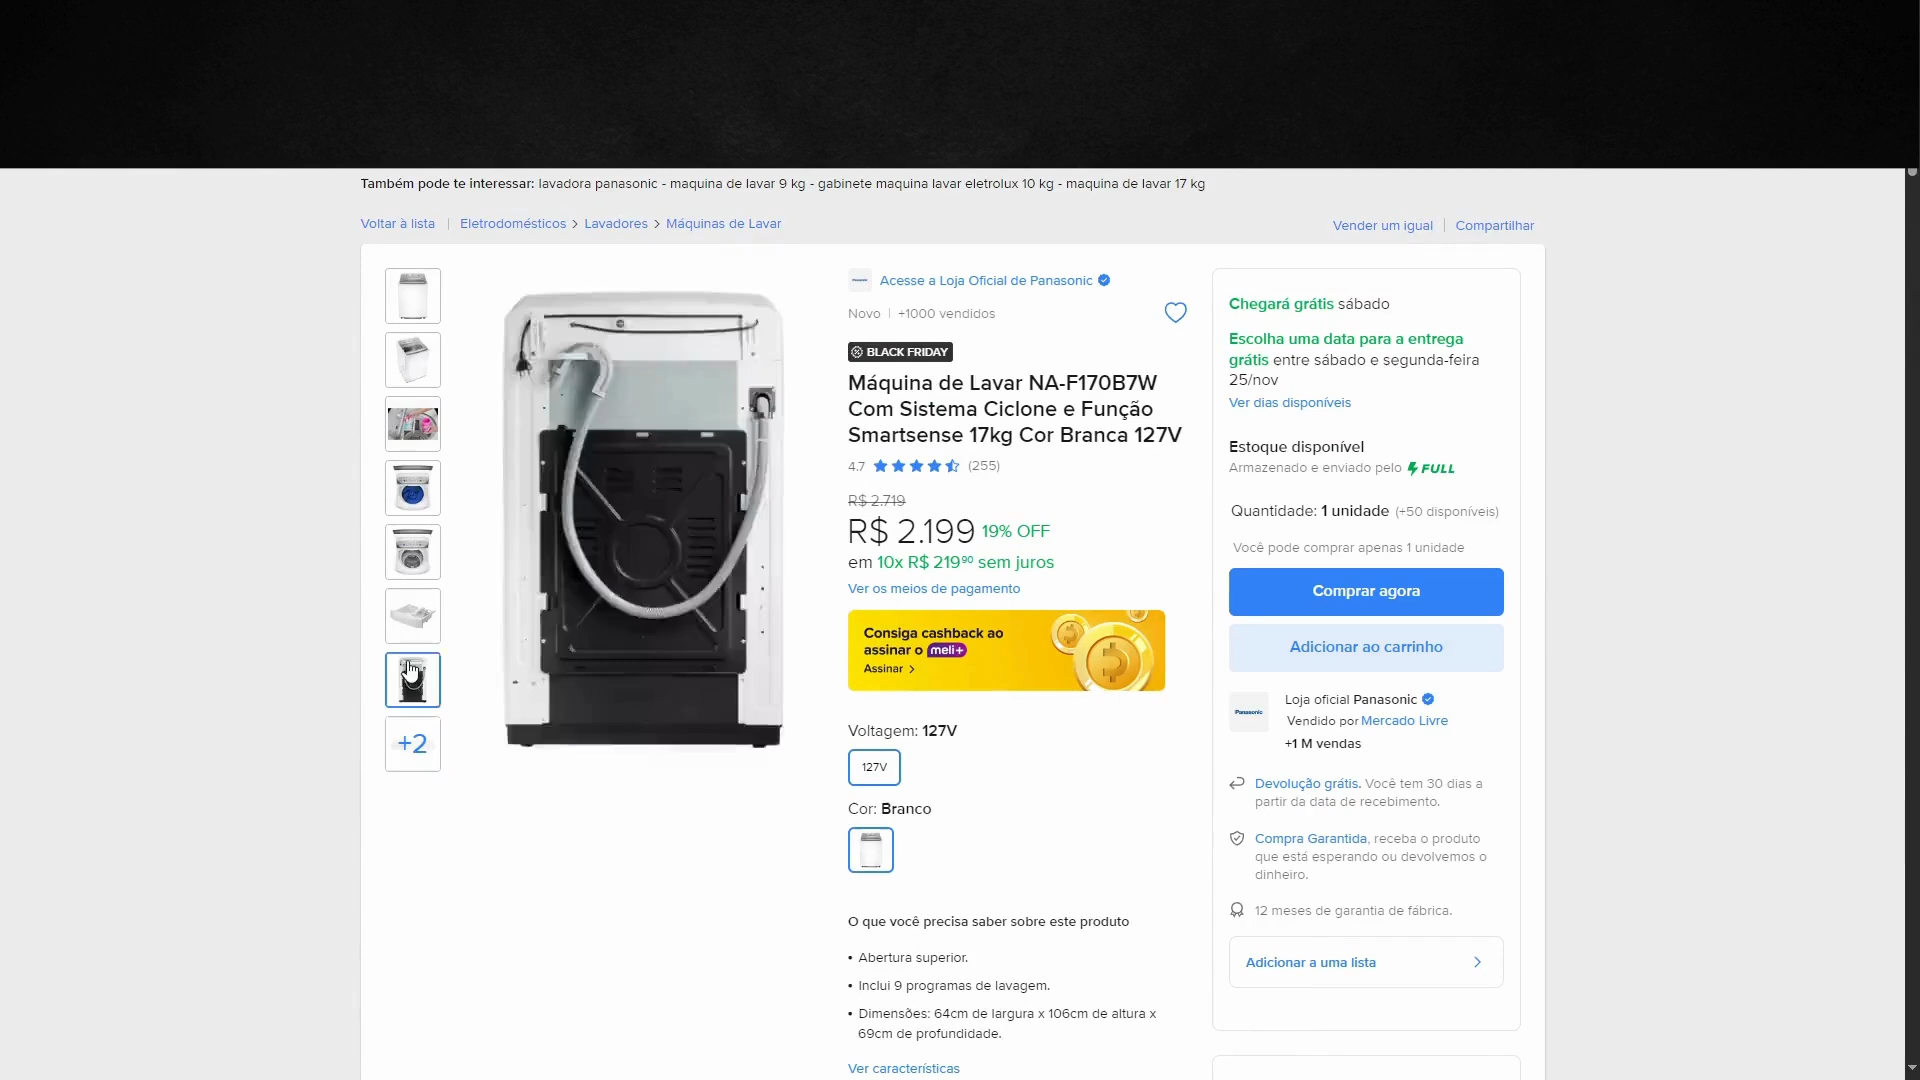 Também pode te interessar: lavadora panasonic - maquina de lavar 9 kg - gabinete maquina lavar eletrolux 10 kg - maquina de lavar 17 kg
Voltar à lista | Eletrodomésticos > Lavadores > Máquinas de Lavar
Vender um igual | Compartilhar
+2
Acesse a Loja Oficial de Panasonic
Novo | +1000 vendidos
BLACK FRIDAY
Máquina de Lavar NA-F170B7W
Com Sistema Ciclone e Função
Smartsense 17kg Cor Branca 127V
4.7 (255)
R$ 2.719
R$ 2.199 19% OFF
em 10x R$ 219⁹⁰ sem juros
Ver os meios de pagamento
Consiga cashback ao
assinar o meli+
Assinar >
Voltagem: 127V
127V
Cor: Branco
O que você precisa saber sobre este produto
• Abertura superior.
• Inclui 9 programas de lavagem.
• Dimensões: 64cm de largura x 106cm de altura x
69cm de profundidade.
Ver características
Chegará grátis sábado
Escolha uma data para a entrega
grátis entre sábado e segunda-feira
25/nov
Ver dias disponíveis
Estoque disponível
Armazenado e enviado pelo FULL
Quantidade: 1 unidade (+50 disponíveis)
Você pode comprar apenas 1 unidade
Comprar agora
Adicionar ao carrinho
Panasonic
Loja oficial Panasonic
Vendido por Mercado Livre
+1 M vendas
Devolução grátis. Você tem 30 dias a
partir da data de recebimento.
Compra Garantida, receba o produto
que está esperando ou devolvemos o
dinheiro.
12 meses de garantia de fábrica.
Adicionar a uma lista >